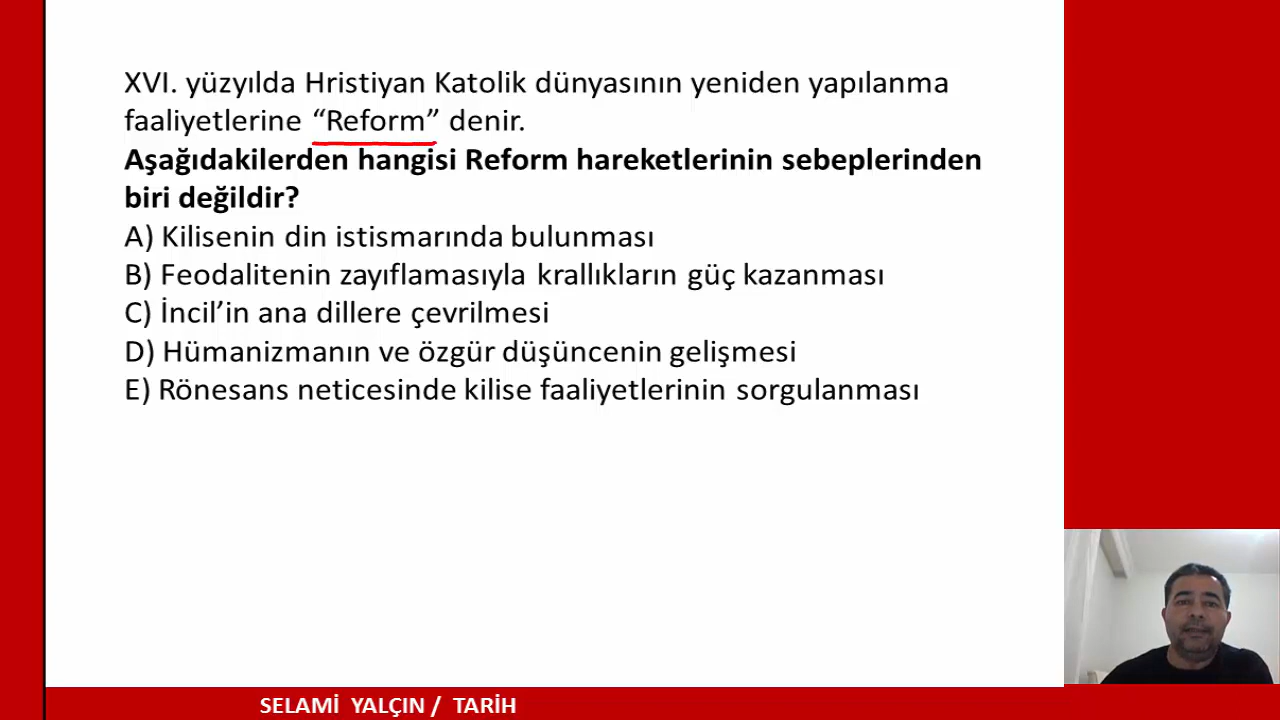 XVI. yüzyılda Hristiyan Katolik dünyasının yeniden yapılanma
faaliyetlerine “Reform” denir.
Aşağıdakilerden hangisi Reform hareketlerinin sebeplerinden
biri değildir?
A) Kilisenin din istismarında bulunması
B) Feodalitenin zayıflamasıyla krallıkların güç kazanması
C) İncil’in ana dillere çevrilmesi
D) Hümanizmanın ve özgür düşüncenin gelişmesi
E) Rönesans neticesinde kilise faaliyetlerinin sorgulanması
SELAMİ YALÇIN / TARİH